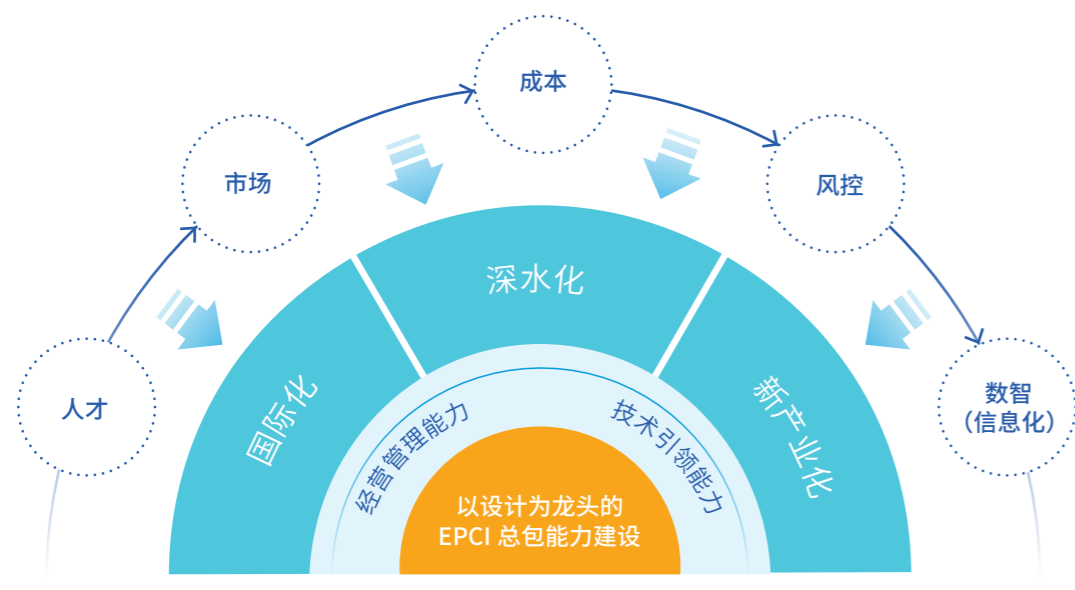 成本
市场
风控
人才
数智
（信息化）
深水化
国际化
新产业化
经营管理能力
技术引领能力
以设计为龙头的
EPCI 总包能力建设